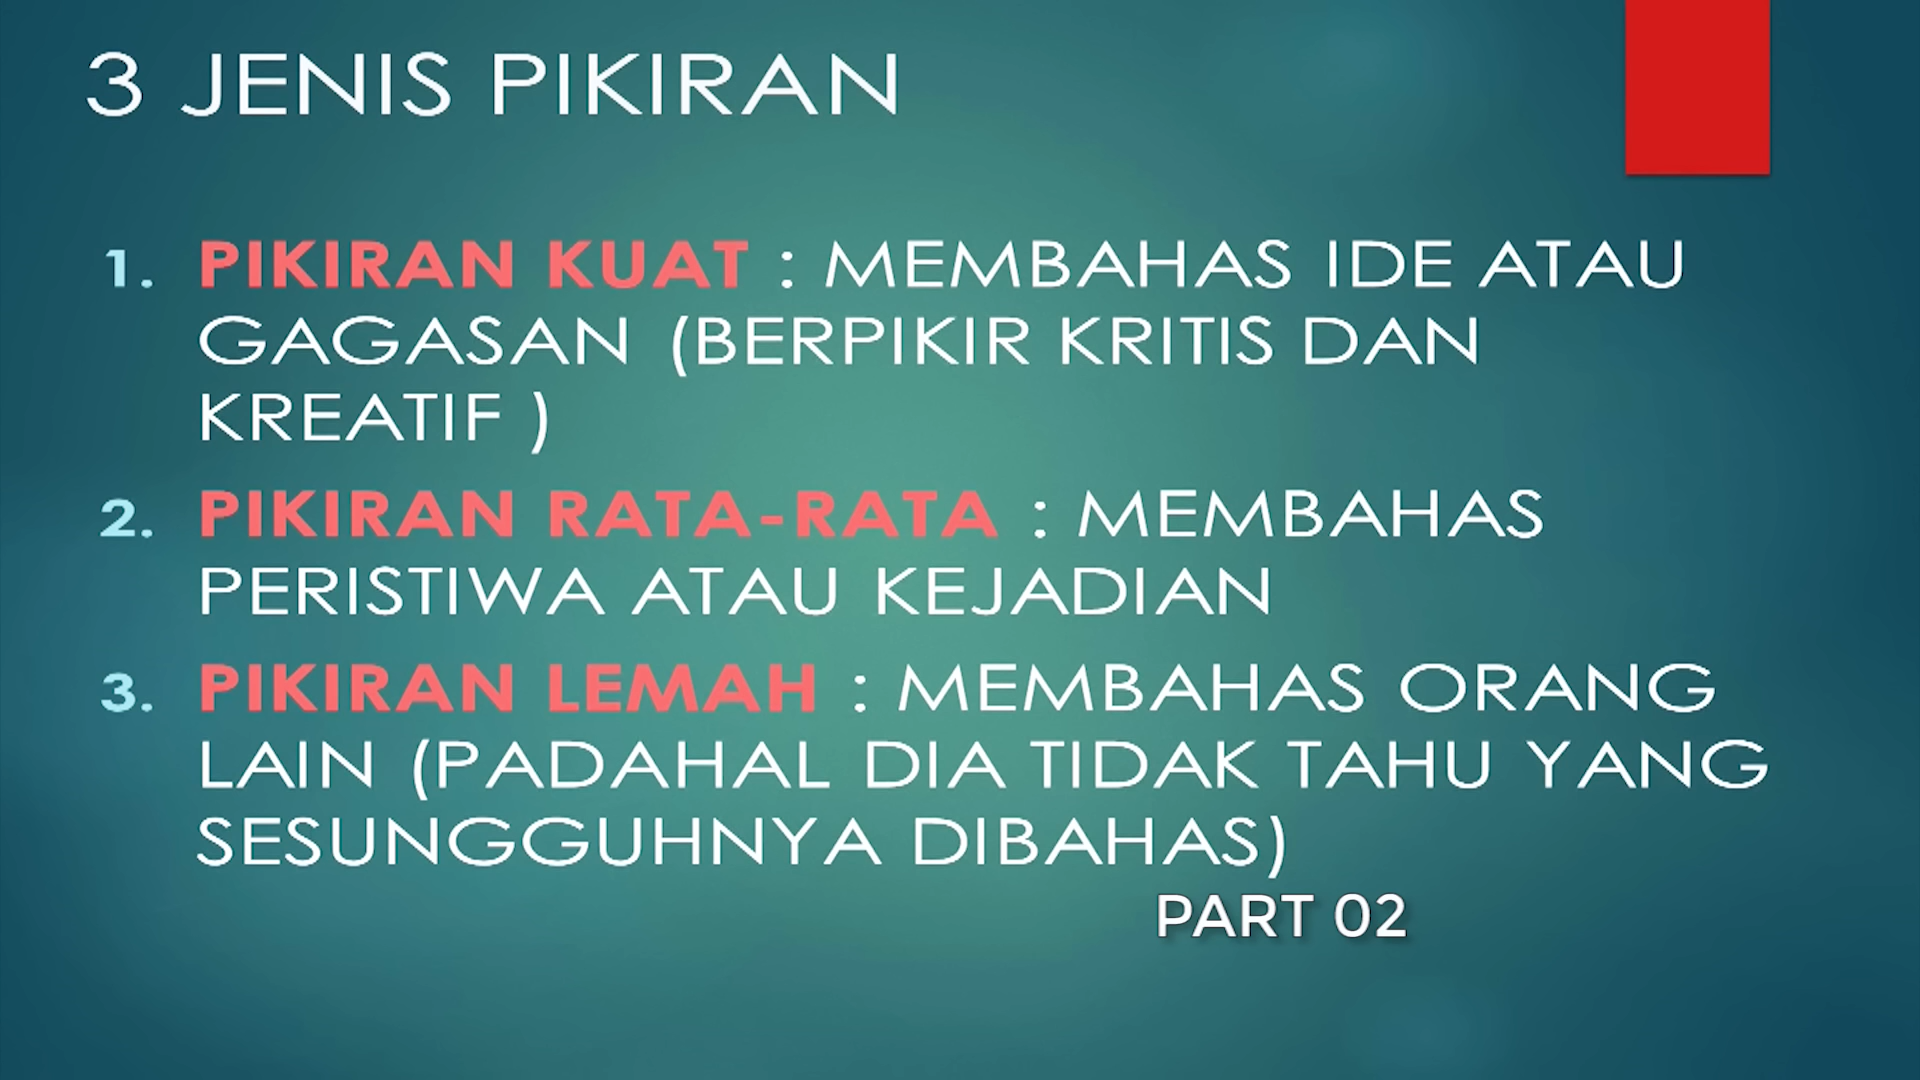 3 JENIS PIKIRAN
1. PIKIRAN KUAT : MEMBAHAS IDE ATAU
GAGASAN (BERPIKIR KRITIS DAN
KREATIF )
2. PIKIRAN RATA-RATA : MEMBAHAS
PERISTIWA ATAU KEJADIAN
3. PIKIRAN LEMAH : MEMBAHAS ORANG
LAIN (PADAHAL DIA TIDAK TAHU YANG
SESUNGGUHNYA DIBAHAS)
PART 02